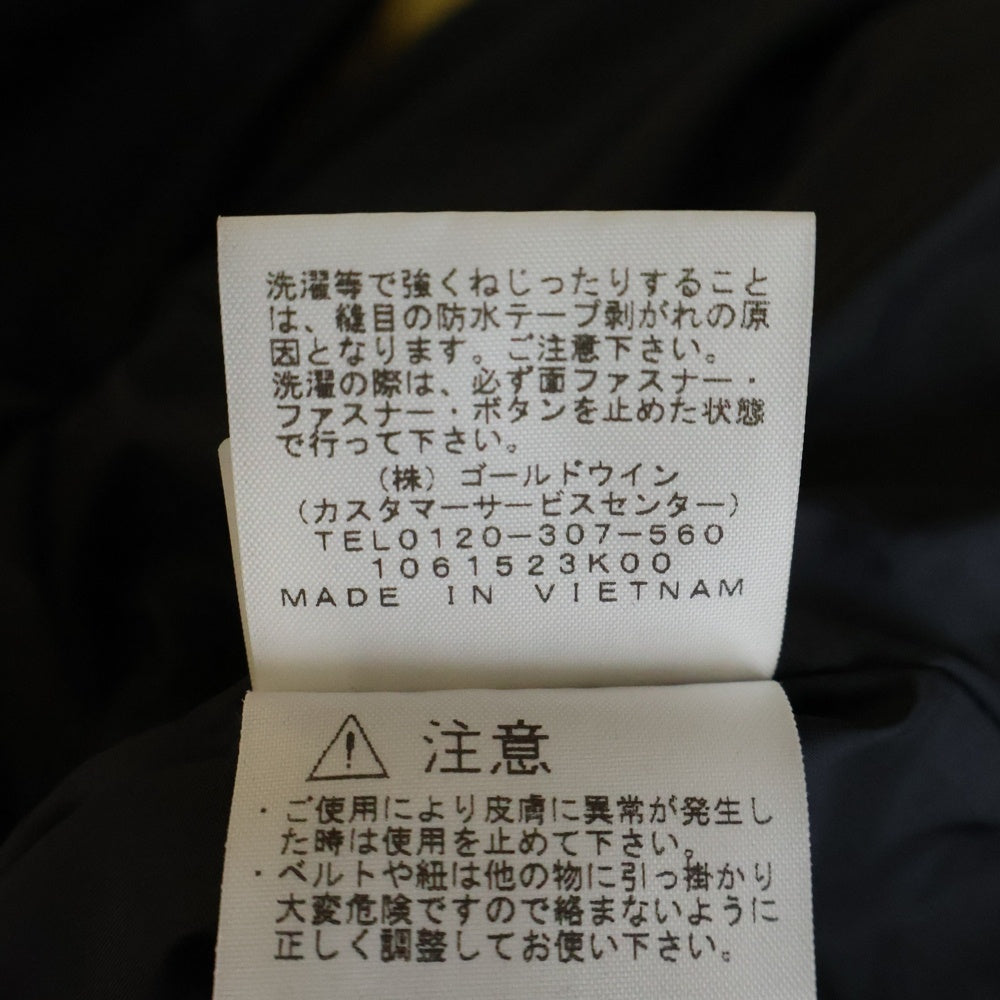 洗濯等で強くねじったりすること
は、縫目の防水テープ剥がれの原
因となります。ご注意下さい。
洗濯の際は、必ず面ファスナー・
ファスナー・ボタンを止めた状態
で行って下さい。
(株)ゴールドウイン
(カスタマーサービスセンター)
TEL0120-307-560
1061523K00
MADE IN VIETNAM
注意
・ご使用により皮膚に異常が発生し
た時は使用を止めて下さい。
・ベルトや紐は他の物に引っ掛かり
大変危険ですので絡まないように
正しく調整してお使い下さい。